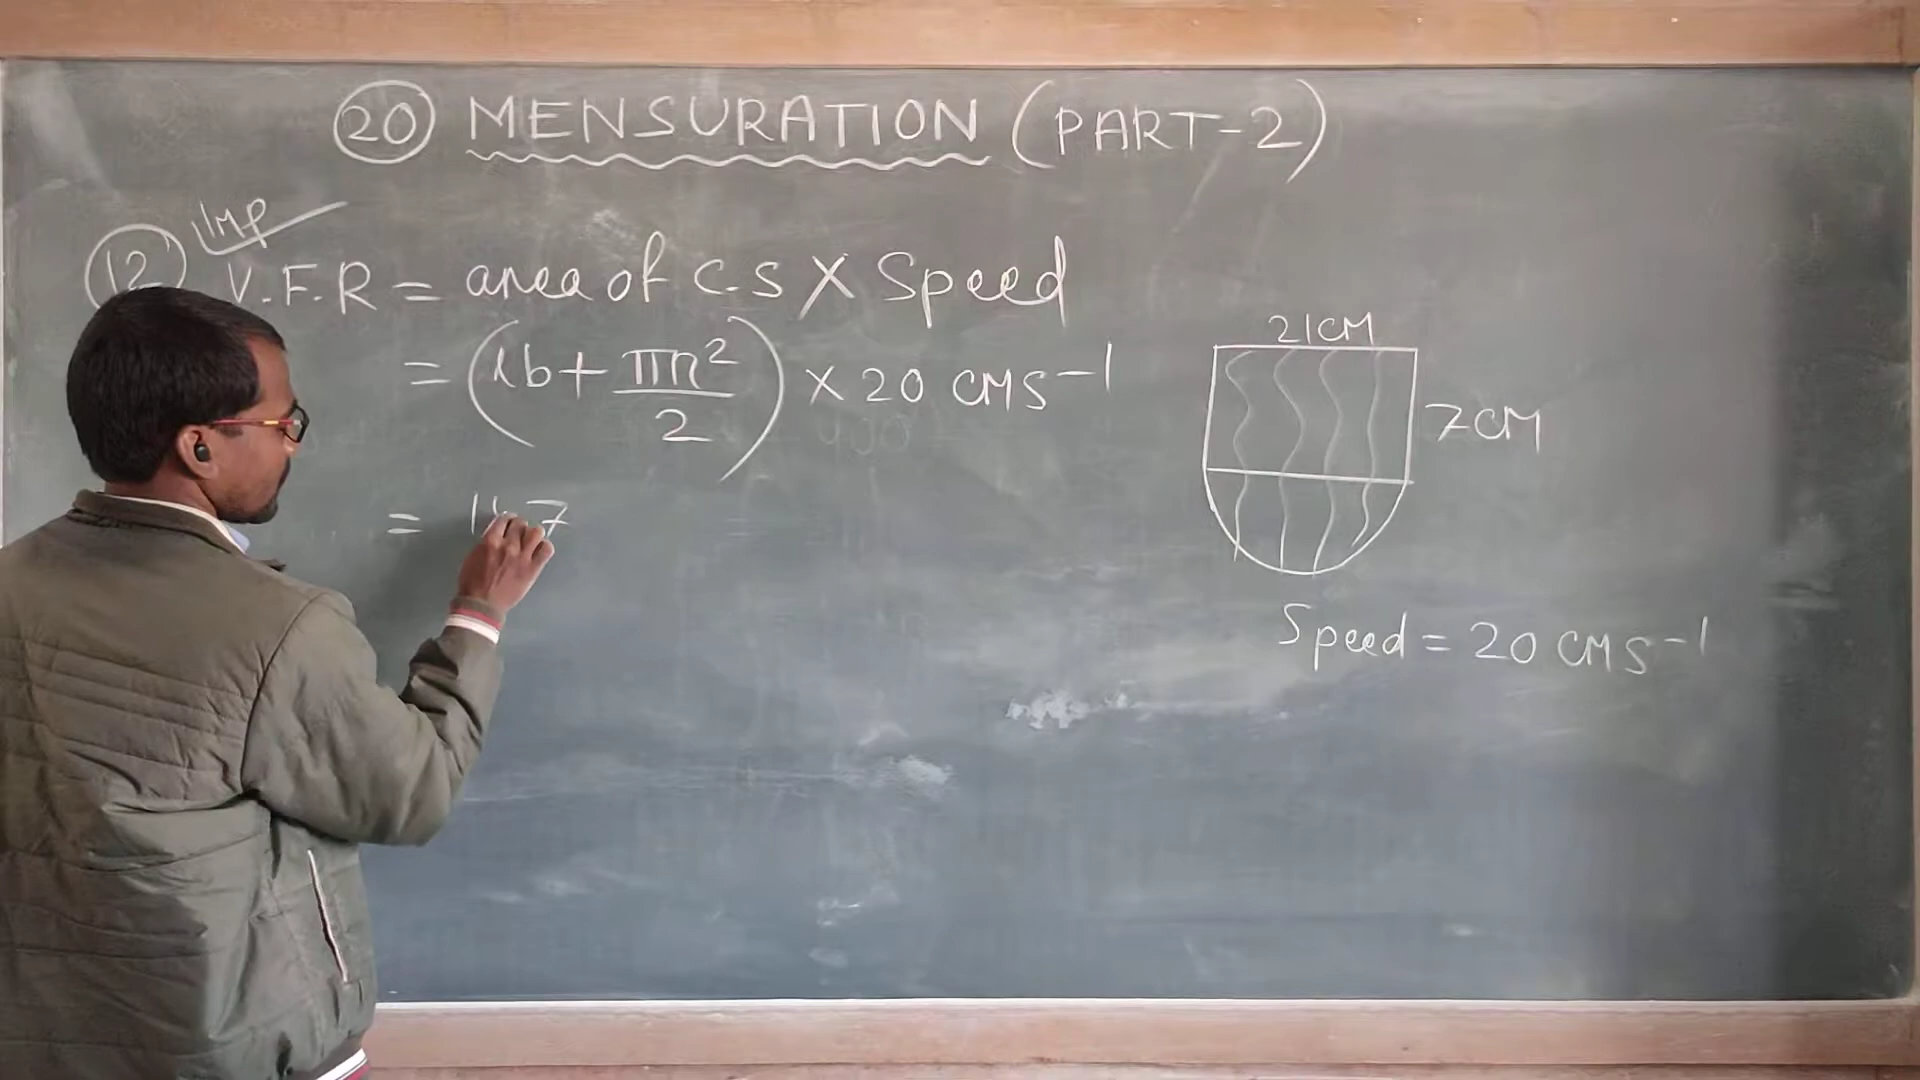 20 MENSURATION (PART-2)
IMP
12 V.F.R = area of C.S X Speed
= (lb + πr²/2) × 20 CMS⁻¹
= 147
21CM
7CM
Speed = 20 CMS⁻¹